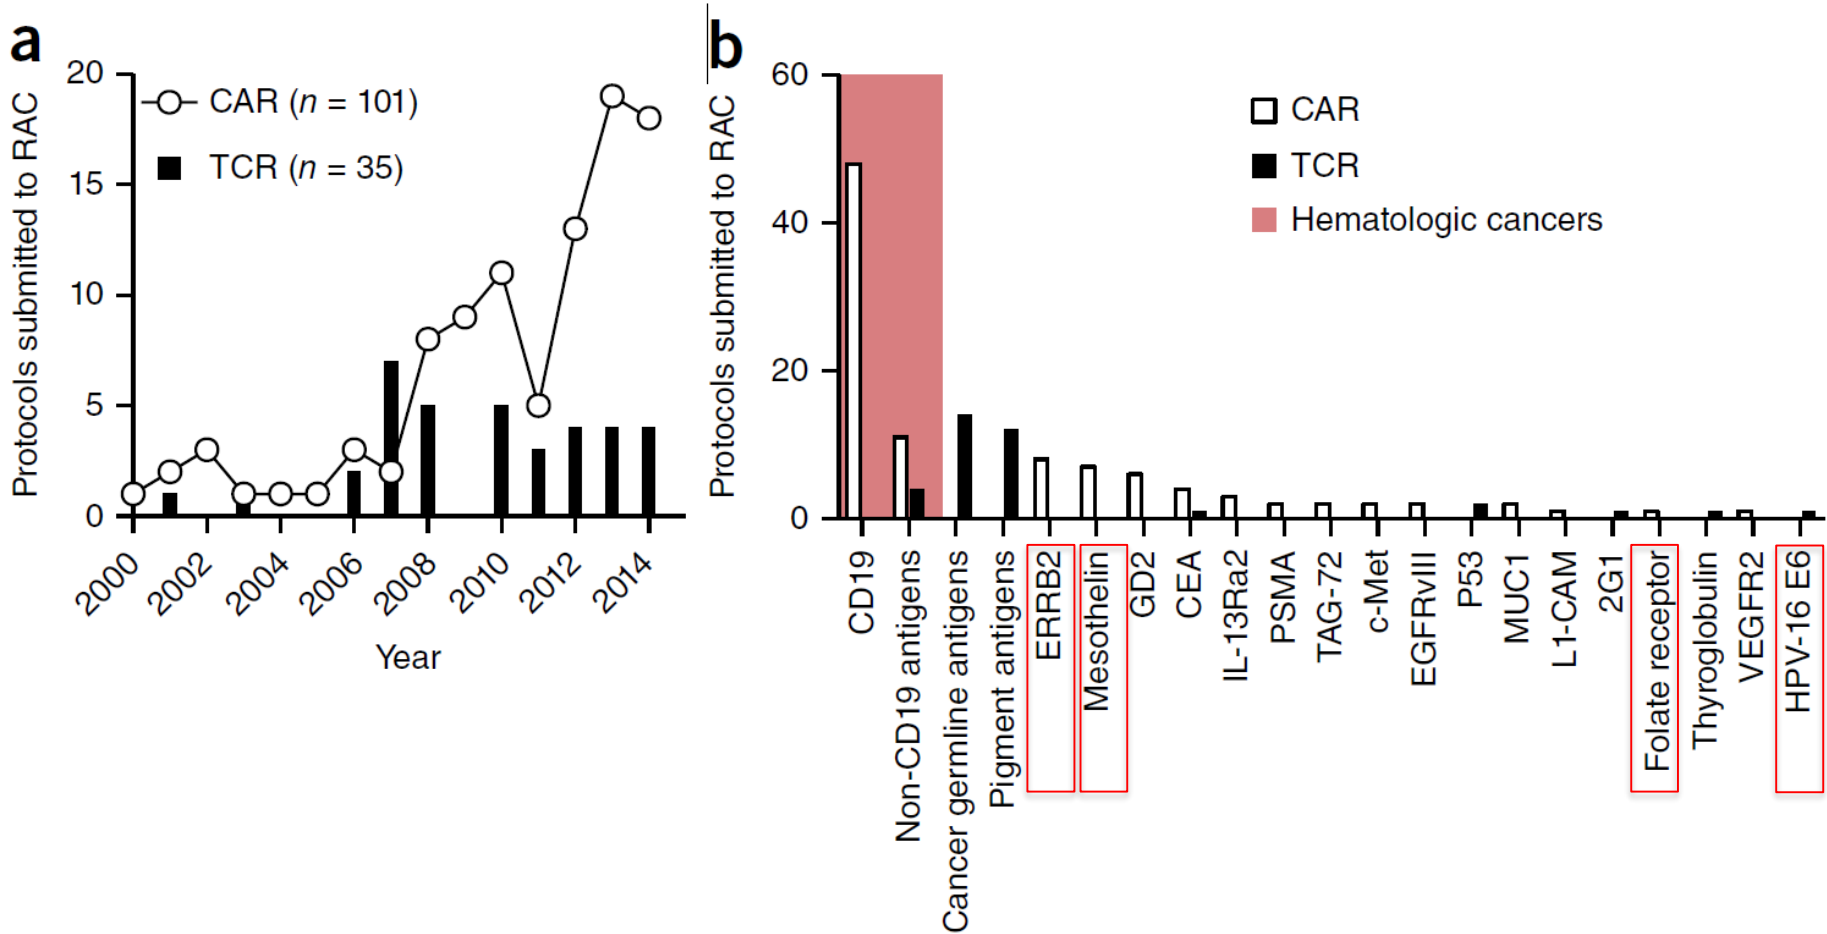 a
Protocols submitted to RAC
20
15
10
5
0
CAR (n = 101)
TCR (n = 35)
2000
2002
2004
2006
2008
2010
2012
2014
Year
b
Protocols submitted to RAC
60
40
20
0
CAR
TCR
Hematologic cancers
CD19
Non-CD19 antigens
Cancer germline antigens
Pigment antigens
ERRB2
Mesothelin
GD2
CEA
IL-13Ra2
PSMA
TAG-72
c-Met
EGFRvIII
P53
MUC1
L1-CAM
2G1
Folate receptor
Thyroglobulin
VEGFR2
HPV-16 E6